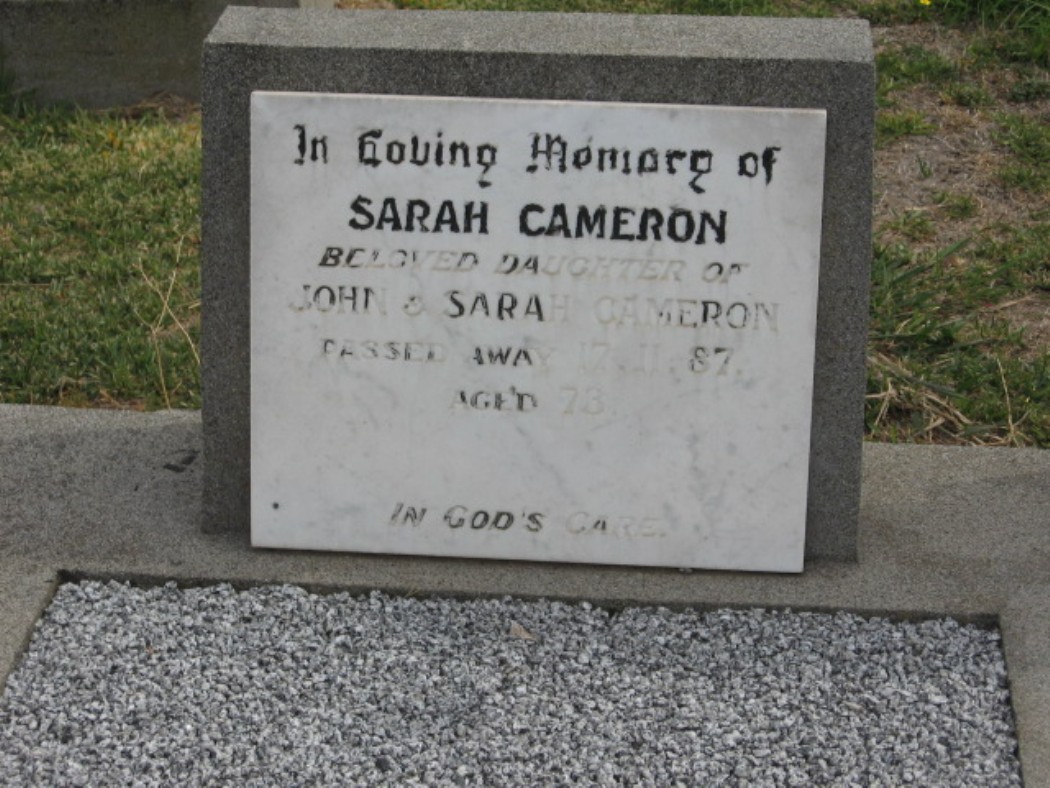 In Loving Memory of
SARAH CAMERON
BELOVED DAUGHTER OF
JOHN & SARAH CAMERON
PASSED AWAY 17.11.87.
AGED 73
IN GOD'S CARE.